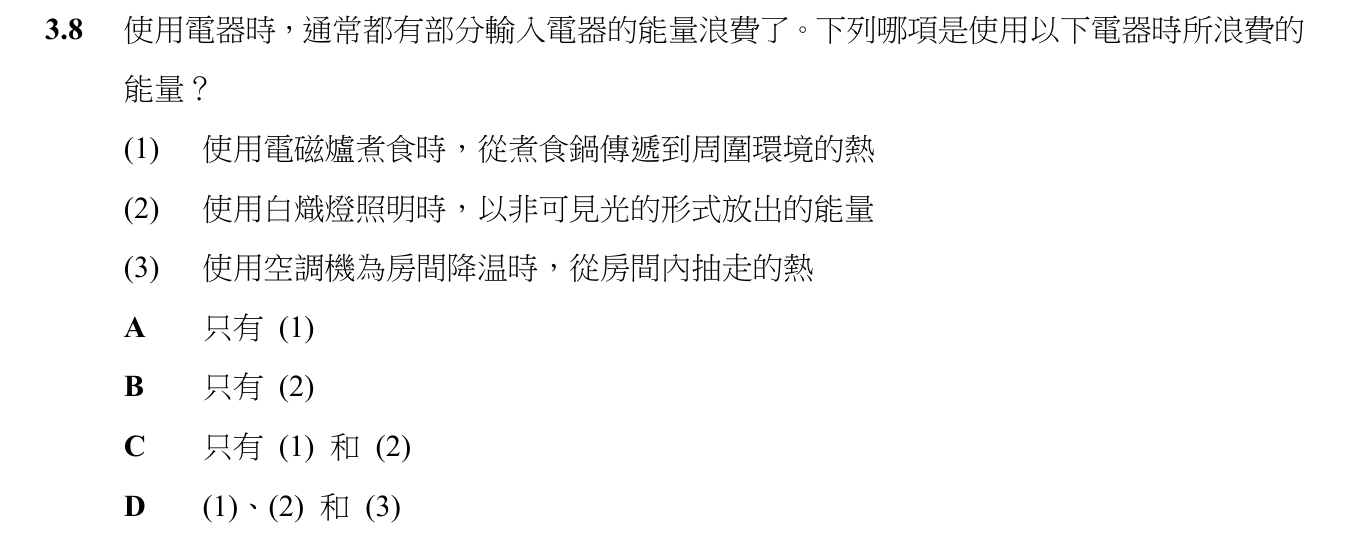 3.8 使用電器時，通常都有部分輸入電器的能量浪費了。下列哪項是使用以下電器時所浪費的
能量？
(1) 使用電磁爐煮食時，從煮食鍋傳遞到周圍環境的熱
(2) 使用白熾燈照明時，以非可見光的形式放出的能量
(3) 使用空調機為房間降温時，從房間內抽走的熱
A 只有 (1)
B 只有 (2)
C 只有 (1) 和 (2)
D (1)、(2) 和 (3)